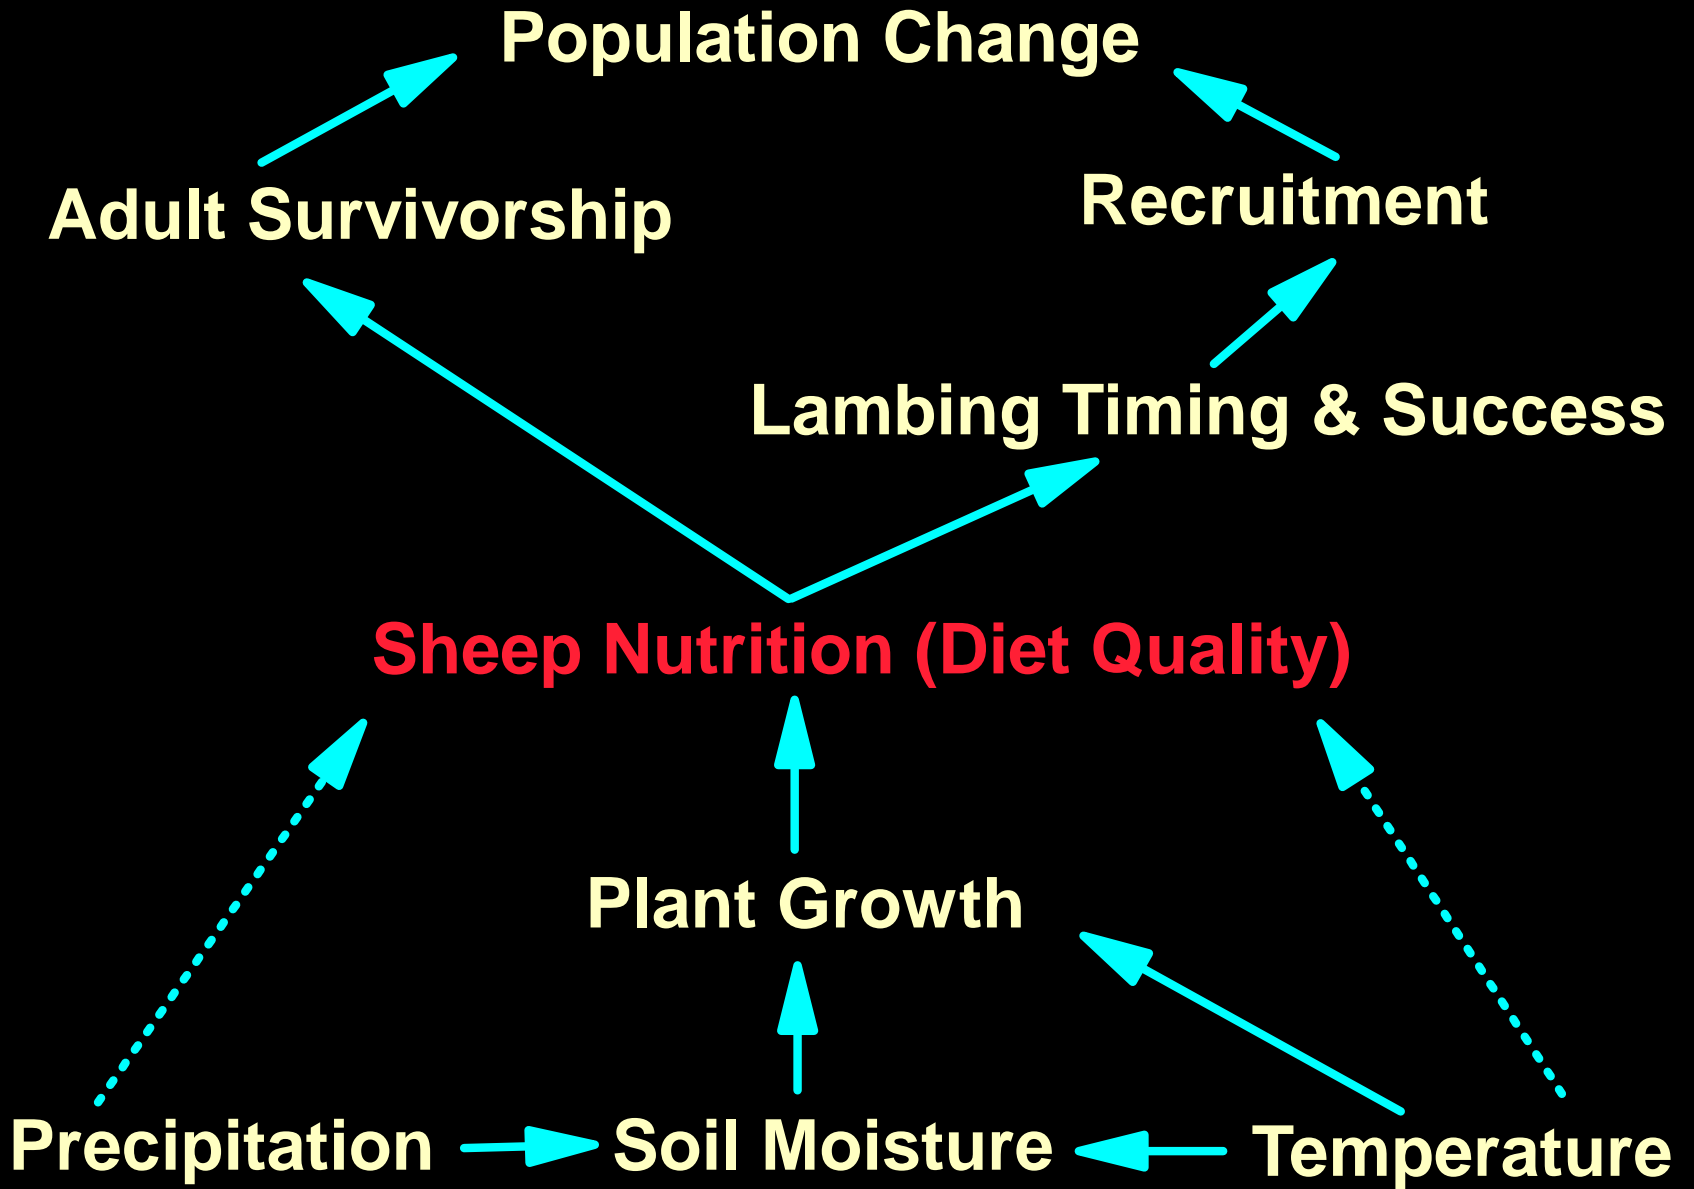 Population Change
Adult Survivorship
Recruitment
Lambing Timing & Success
Sheep Nutrition (Diet Quality)
Plant Growth
Precipitation
Soil Moisture
Temperature